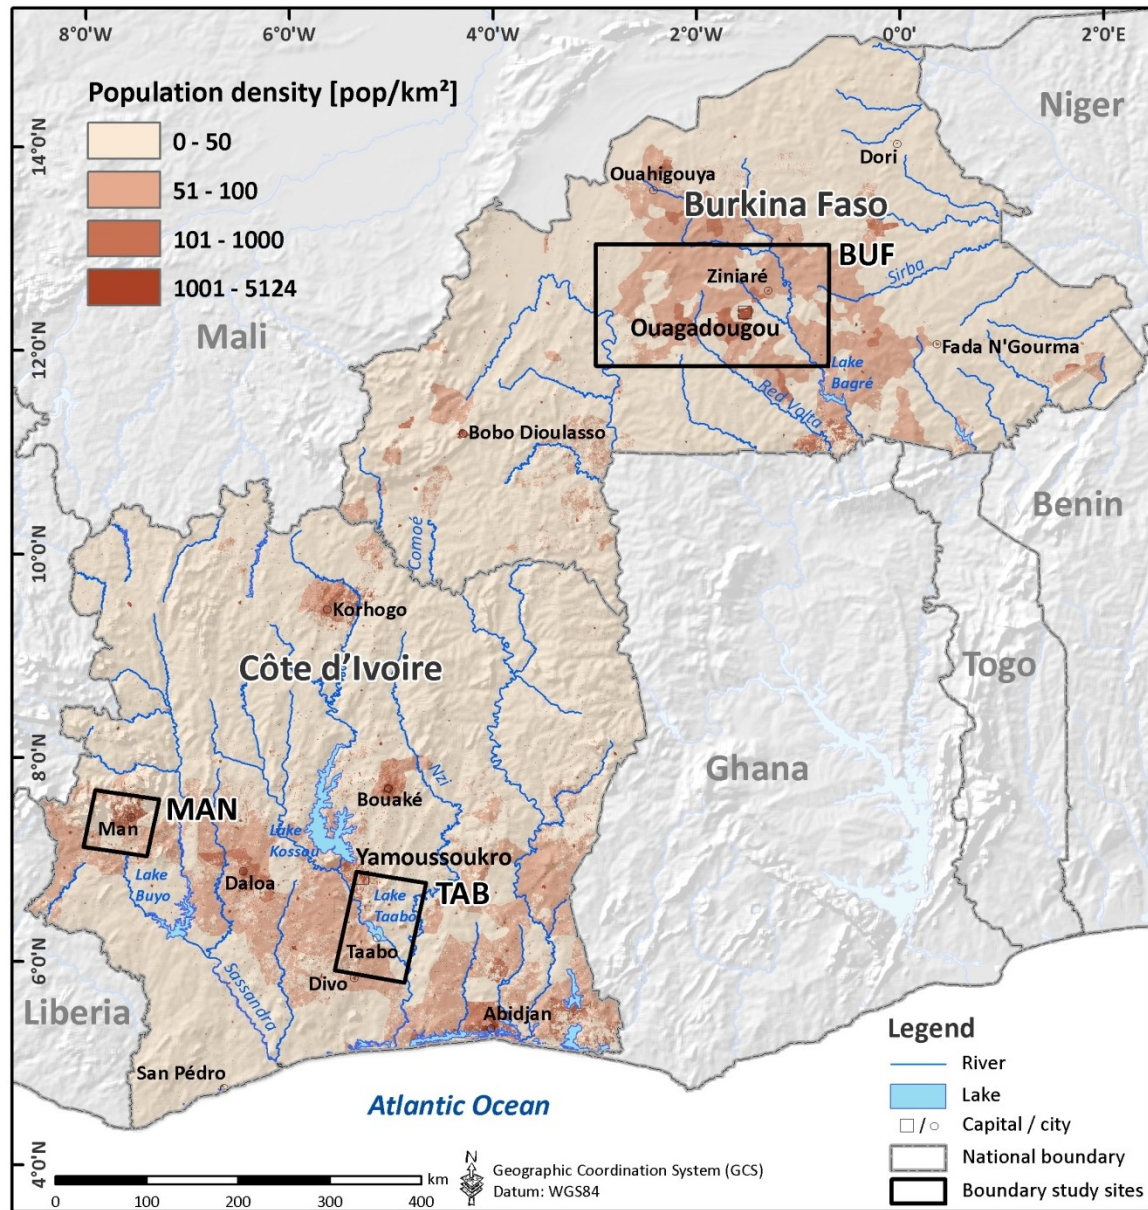 8°0'W 6°0'W 4°0'W 2°0'W 0°0' 2°0'E
Population density [pop/km²]
0 - 50
51 - 100
101 - 1000
1001 - 5124
14°0'N
12°0'N
10°0'N
8°0'N
6°0'N
4°0'N
Niger
Dori
Ouahigouya
Burkina Faso
BUF
Ziniaré
Sirba
Ouagadougou
Mali
Fada N'Gourma
Lake
Bagré
Red Volta
Bobo Dioulasso
Benin
Comoé
Korhogo
Côte d'Ivoire
Togo
Ghana
Nzi
Bouaké
MAN
Man
Lake
Kossou
Yamoussoukro
Lake
Buyo
Daloa
TAB
Lake
Taabo
Taabo
Divo
Sassandra
Abidjan
Liberia
San Pédro
Atlantic Ocean
Legend
River
Lake
Capital / city
National boundary
Boundary study sites
N
km
0 100 200 300 400
Geographic Coordination System (GCS)
Datum: WGS84